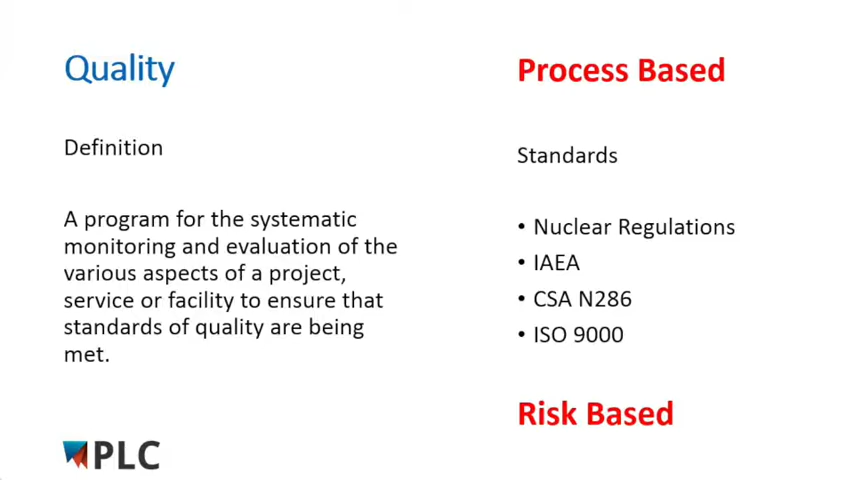 Quality
Definition
A program for the systematic
monitoring and evaluation of the
various aspects of a project,
service or facility to ensure that
standards of quality are being
met.
PLC
Process Based
Standards
• Nuclear Regulations
• IAEA
• CSA N286
• ISO 9000
Risk Based